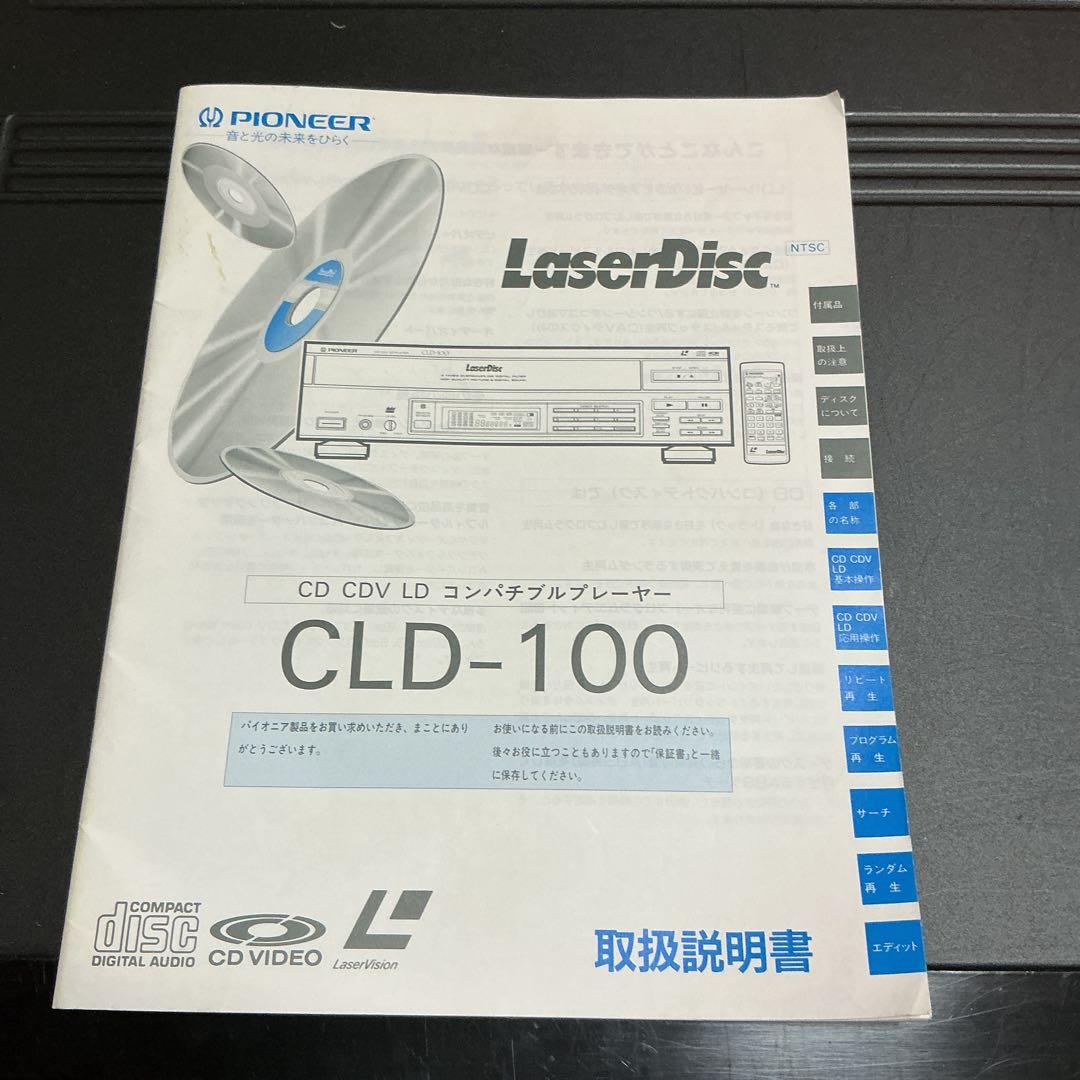 PIONEER
音と光の未来をひらく
LaserDisc™
NTSC
付属品
取扱上
の注意
ディスク
について
接続
各部
の名称
CD CDV
LD
基本操作
CD CDV
LD
応用操作
リピート
再生
プログラム
再生
サーチ
ランダム
再生
エディット
PIONEER
CLD-100
LaserDisc
LaserDisc
CD CDV LD コンパチブルプレーヤー
CLD-100
パイオニア製品をお買い求めいただき、まことにあり
がとうございます。
お使いになる前にこの取扱説明書をお読みください。
後々お役に立つこともありますので「保証書」と一緒
に保存してください。
COMPACT
disc
DIGITAL AUDIO
CD VIDEO
LaserVision
取扱説明書